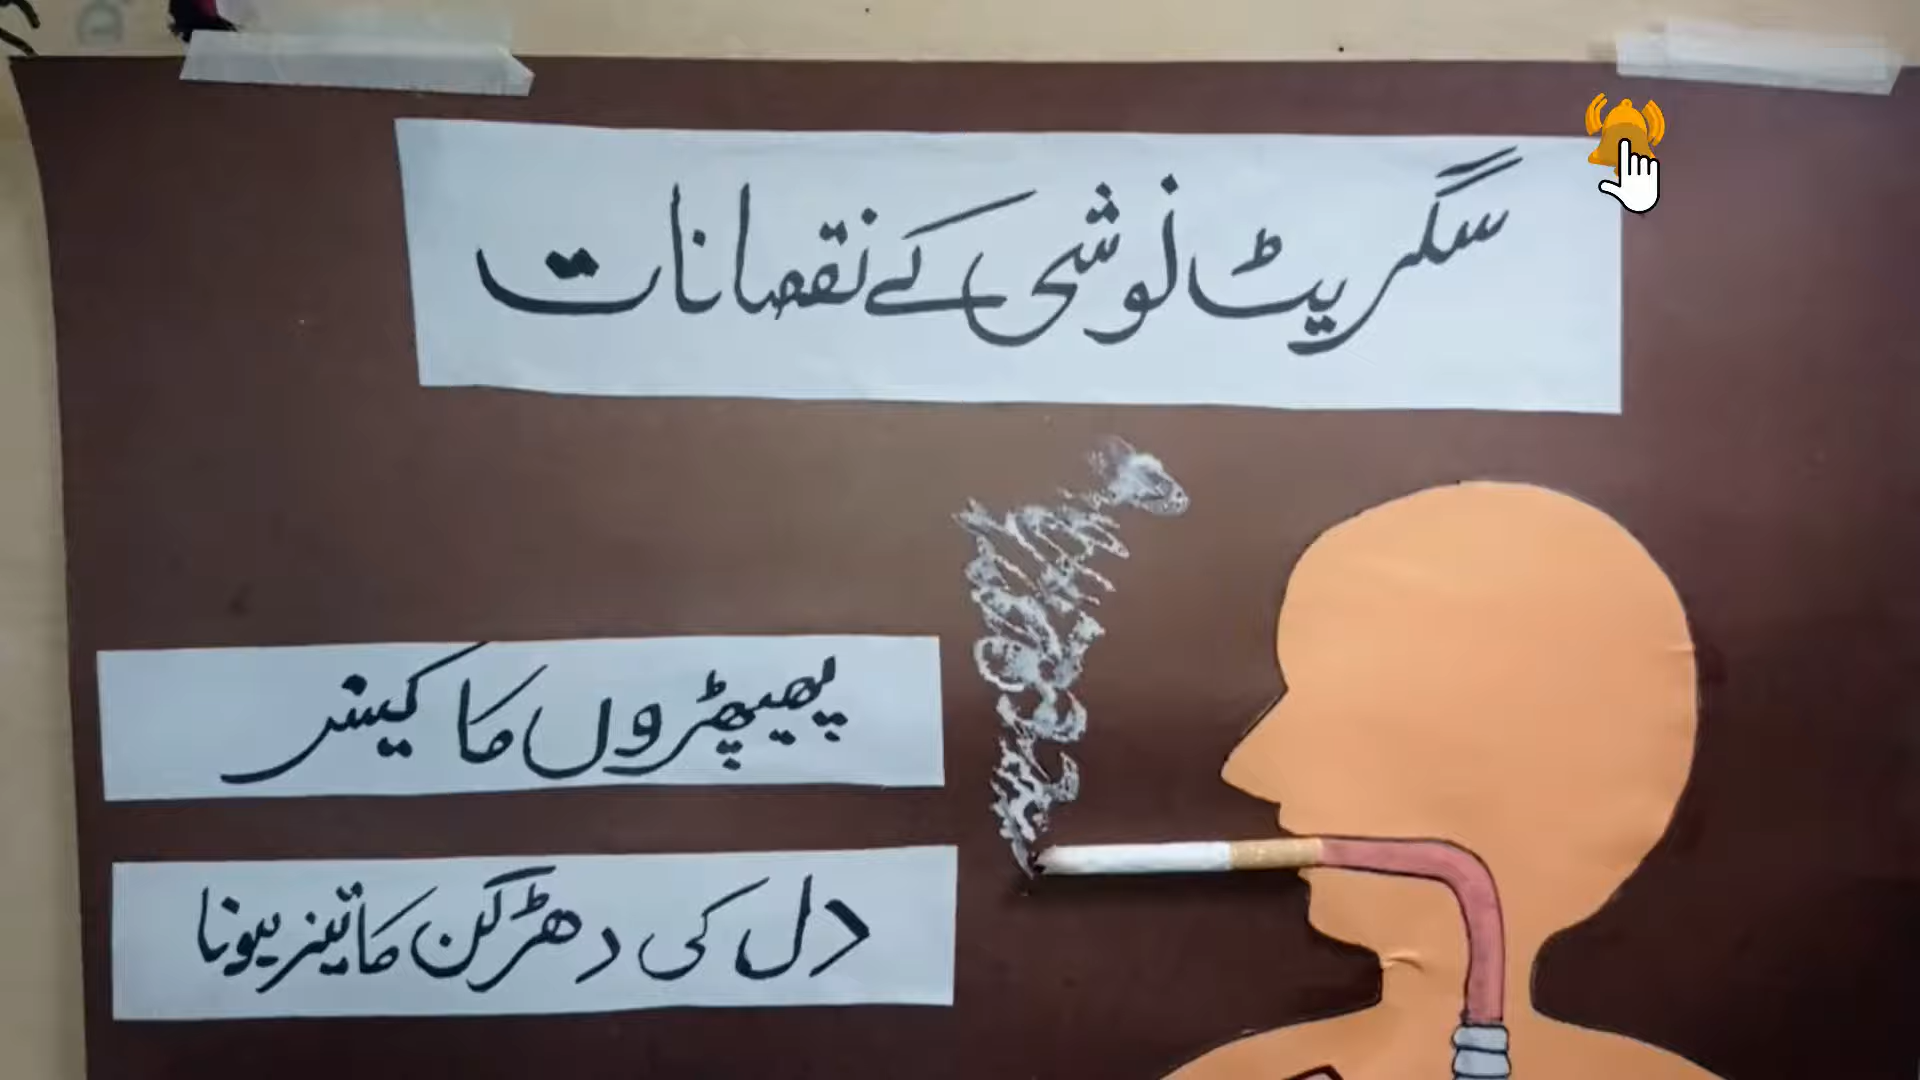 سگریٹ نوشی کے نقصانات
پھیپھڑوں کا کینسر
دل کی دھڑکن کا تیز ہونا